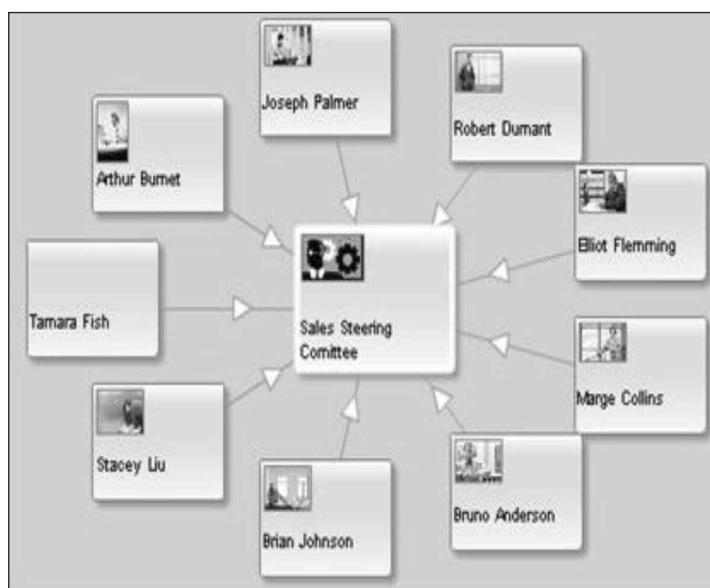 Joseph Palmer
Robert Dumant
Arthur Burnet
Elliot Flemming
Tamara Fish
Sales Steering
Comittee
Marge Collins
Stacey Liu
Bruno Anderson
Brian Johnson